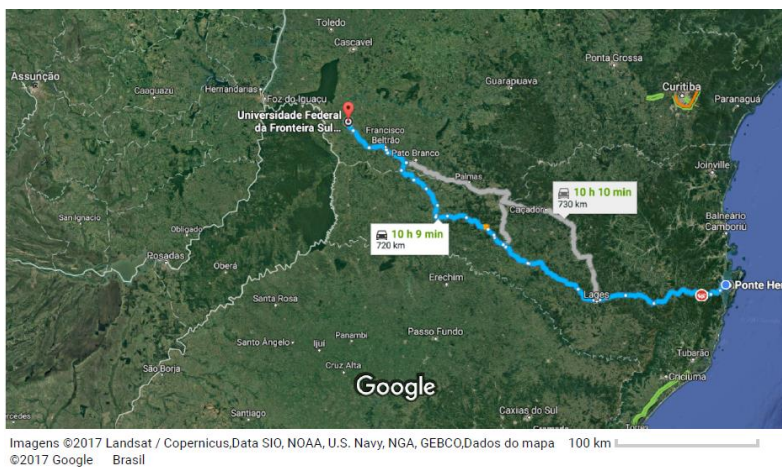 Toledo
Cascavel
Ponta Grossa
Assunção
Caaguazu
Hernandarias
Guarapuava
Curitiba
Foz do Iguaçu
Paranaguá
Universidade Federal
da Fronteira Sul...
Francisco
Beltrão
Pato Branco
Palmas
Joinville
10 h 10 min
730 km
San Ignacio
Caçador
Obligado
10 h 9 min
720 km
Balneário
Camboriú
Posadas
Oberá
Erechim
Lages
Ponte Her
Santa Rosa
Passo Fundo
Santo Ângelo
Ijuí
Panambi
Tubarão
Cruz Alta
Criciúma
São Borja
Google
Caxias do Sul
Torres
Santiago
Imagens ©2017 Landsat / Copernicus,Data SIO, NOAA, U.S. Navy, NGA, GEBCO,Dados do mapa 100 km
©2017 Google Brasil